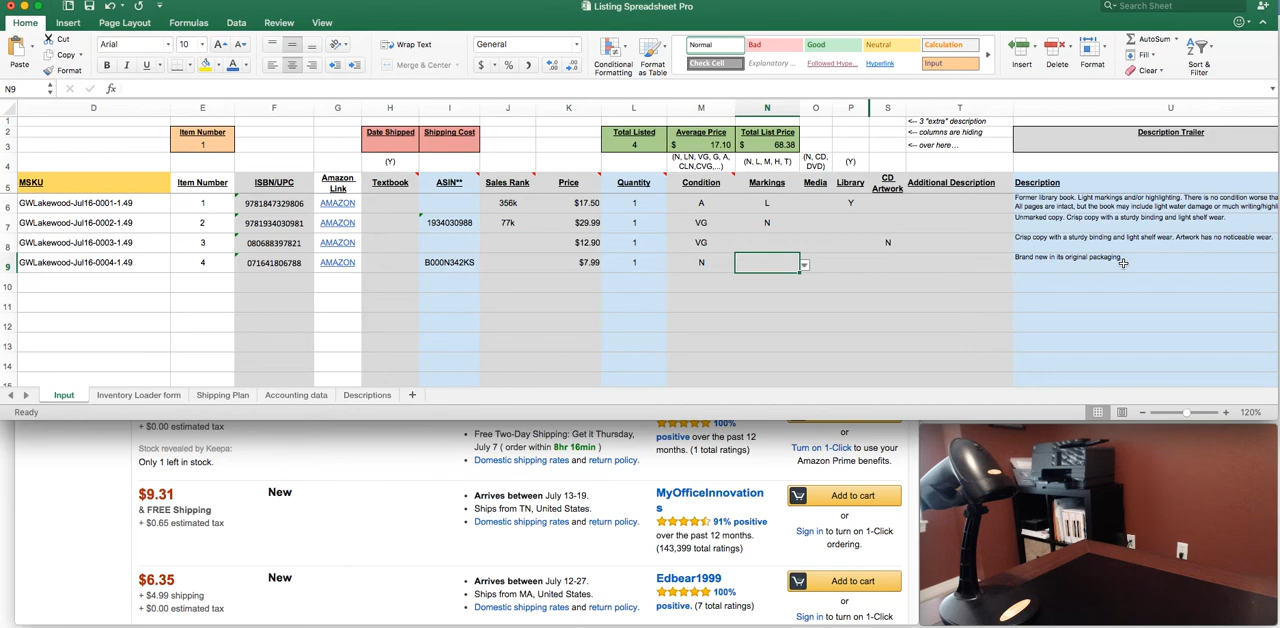 Listing Spreadsheet Pro
Search Sheet
Home Insert Page Layout Formulas Data Review View
Paste Cut Copy Format
Arial 10 A A
B I U A
Wrap Text
Merge & Center
General
$ % )
Conditional Formatting
Format as Table
Normal Bad Good Neutral Calculation
Check Cell Explanatory ... Followed Hype... Hyperlink Input
Insert Delete Format
AutoSum
Fill
Clear
Sort & Filter
N9 fx
D E F G H I J K L M N O P S T U
1 <-- 3 "extra" description
2 Item Number Date Shipped Shipping Cost Total Listed Average Price Total List Price <-- columns are hiding Description Trailer
3 1 4 $ 17.10 $ 68.38 <-- over here...
4 (Y) (N, LN, VG, G, A, CLN,CVG,...) (N, L, M, H, T) (N, CD, DVD) (Y)
5 MSKU Item Number ISBN/UPC Amazon Link Textbook ASIN** Sales Rank Price Quantity Condition Markings Media Library CD Artwork Additional Description Description
6 GWLakewood-Jul16-0001-1.49 1 9781847329806 AMAZON 356k $17.50 1 A L Y Former library book. Light markings and/or highlighting. There is no condition worse tha
All pages are intact, but the book may include light water damage or much writing/highli
7 GWLakewood-Jul16-0002-1.49 2 9781934030981 AMAZON 1934030988 77k $29.99 1 VG N Unmarked copy. Crisp copy with a sturdy binding and light shelf wear.
8 GWLakewood-Jul16-0003-1.49 3 080688397821 AMAZON $12.90 1 VG N Crisp copy with a sturdy binding and light shelf wear. Artwork has no noticeable wear.
9 GWLakewood-Jul16-0004-1.49 4 071641806788 AMAZON B000N342KS $7.99 1 N Brand new in its original packaging.
10
11
12
13
14
Input Inventory Loader form Shipping Plan Accounting data Descriptions +
Ready 120%
+ $0.00 estimated tax
Stock revealed by Keepa:
Only 1 left in stock.
• Free Two-Day Shipping: Get it Thursday,
July 7 ( order within 8hr 16min )
• Domestic shipping rates and return policy.
100%
positive over the past 12
months. (1 total ratings)
or
Turn on 1-Click to use your
Amazon Prime benefits.
$9.31
& FREE Shipping
+ $0.65 estimated tax
New
• Arrives between July 13-19.
• Ships from TN, United States.
• Domestic shipping rates and return policy.
MyOfficeInnovation
s
91% positive
over the past 12 months.
(143,399 total ratings)
Add to cart
or
Sign in to turn on 1-Click
ordering.
$6.35
+ $4.99 shipping
+ $0.00 estimated tax
New
• Arrives between July 12-27.
• Ships from MA, United States.
• Domestic shipping rates and return policy.
Edbear1999
100%
positive. (7 total ratings)
Add to cart
or
Sign in to turn on 1-Click